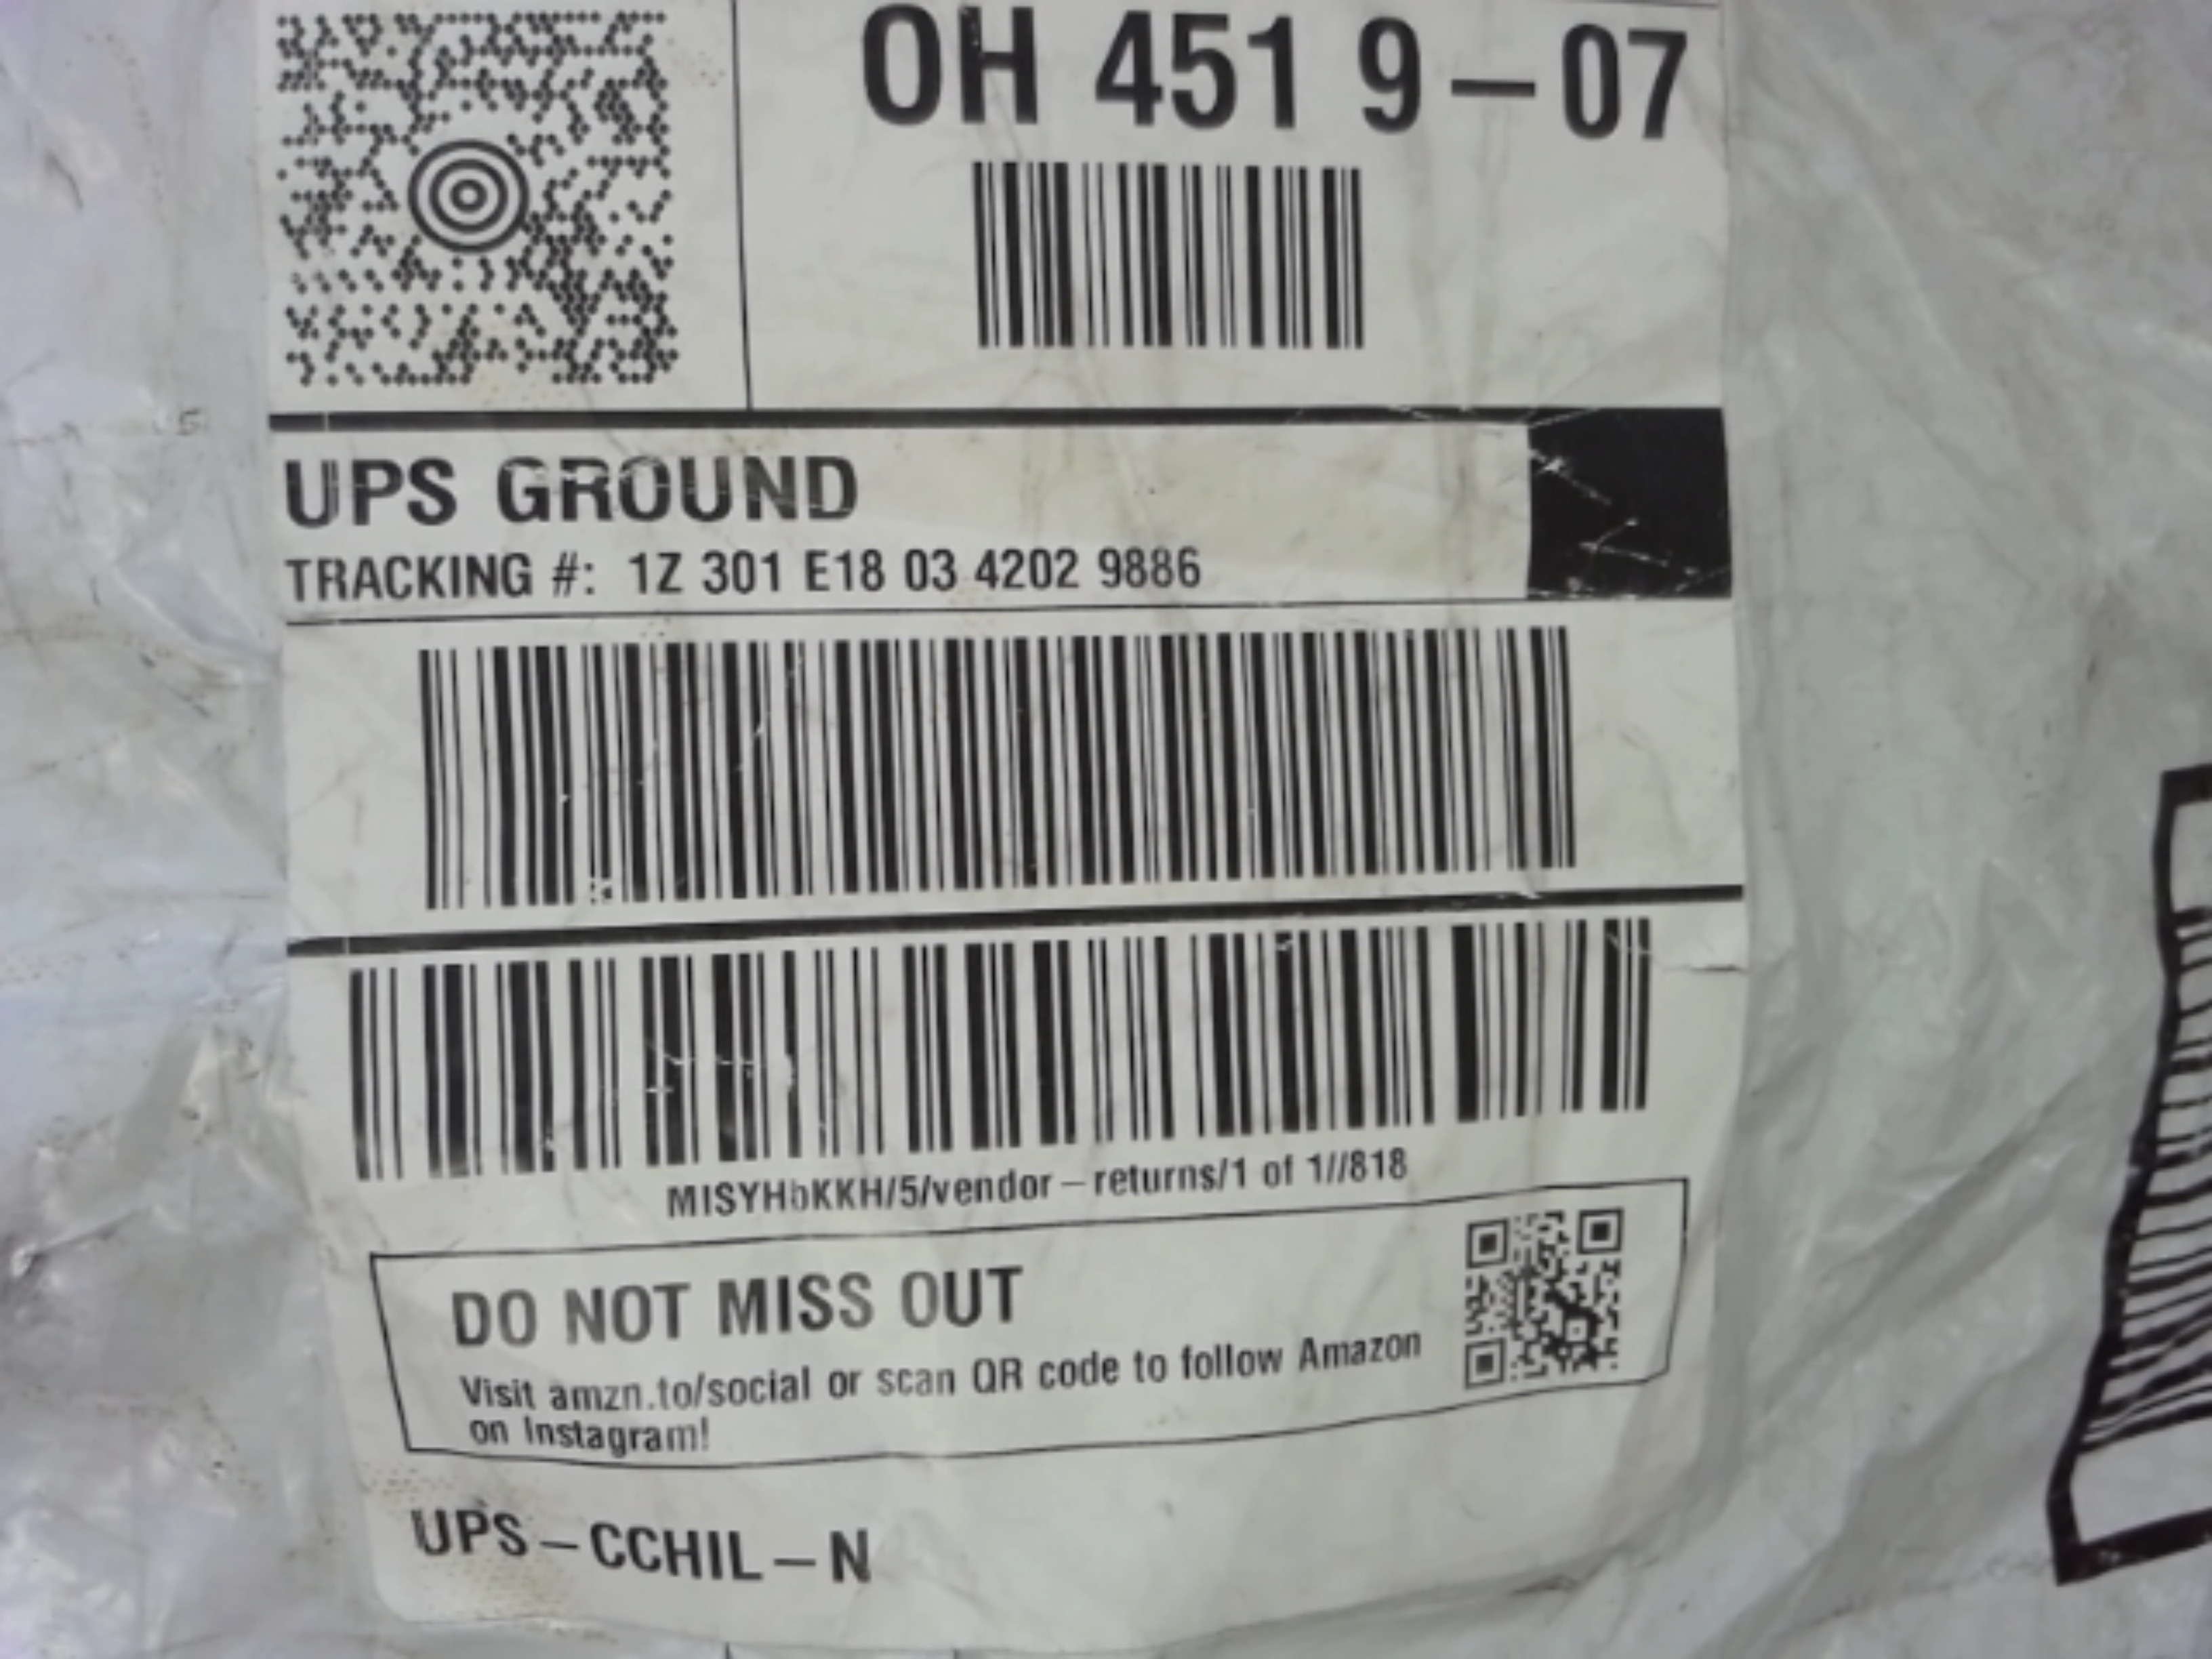 OH 451 9-07
UPS GROUND
TRACKING #: 1Z 301 E18 03 4202 9886
MISYHbKKH/5/vendor-returns/1 of 1//818
DO NOT MISS OUT
Visit amzn.to/social or scan QR code to follow Amazon
on Instagram!
UPS-CCHIL-N